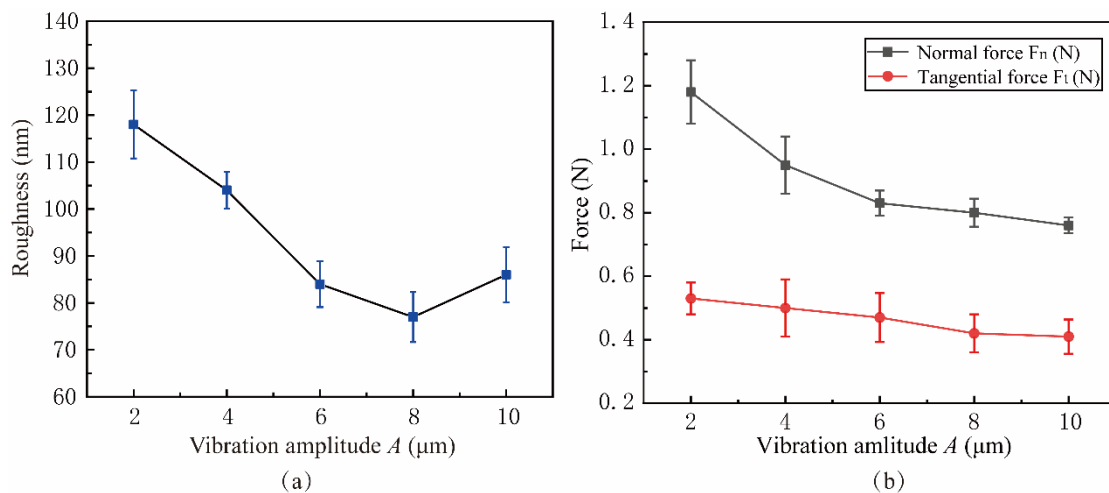 140
130
120
110
100
90
80
70
60
2 4 6 8 10
Roughness (nm)
Vibration amplitude A (μm)
(a)
1.4
1.2
1.0
0.8
0.6
0.4
0.2
2 4 6 8 10
Force (N)
Normal force Fn (N)
Tangential force Ft (N)
Vibration amlitude A (μm)
(b)